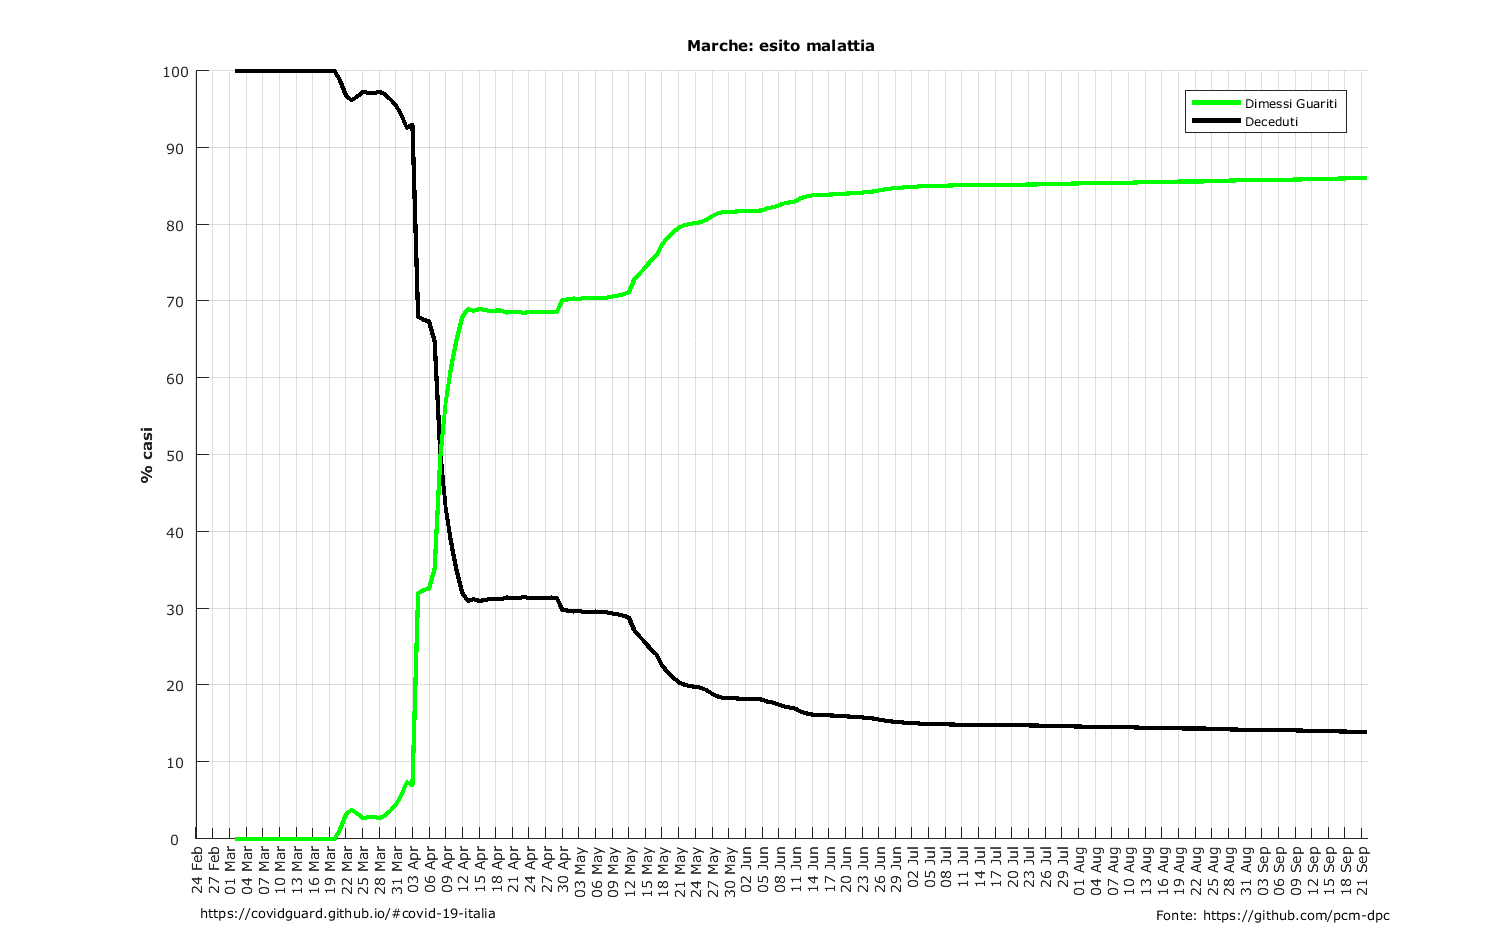 Marche: esito malattia
Dimessi Guariti
Deceduti
% casi
100
90
80
70
60
50
40
30
20
10
0
24 Feb
27 Feb
01 Mar
04 Mar
07 Mar
10 Mar
13 Mar
16 Mar
19 Mar
22 Mar
25 Mar
28 Mar
31 Mar
03 Apr
06 Apr
09 Apr
12 Apr
15 Apr
18 Apr
21 Apr
24 Apr
27 Apr
30 Apr
03 May
06 May
09 May
12 May
15 May
18 May
21 May
24 May
27 May
30 May
02 Jun
05 Jun
08 Jun
11 Jun
14 Jun
17 Jun
20 Jun
23 Jun
26 Jun
29 Jun
02 Jul
05 Jul
08 Jul
11 Jul
14 Jul
17 Jul
20 Jul
23 Jul
26 Jul
29 Jul
01 Aug
04 Aug
07 Aug
10 Aug
13 Aug
16 Aug
19 Aug
22 Aug
25 Aug
28 Aug
31 Aug
03 Sep
06 Sep
09 Sep
12 Sep
15 Sep
18 Sep
21 Sep
https://covidguard.github.io/#covid-19-italia
Fonte: https://github.com/pcm-dpc